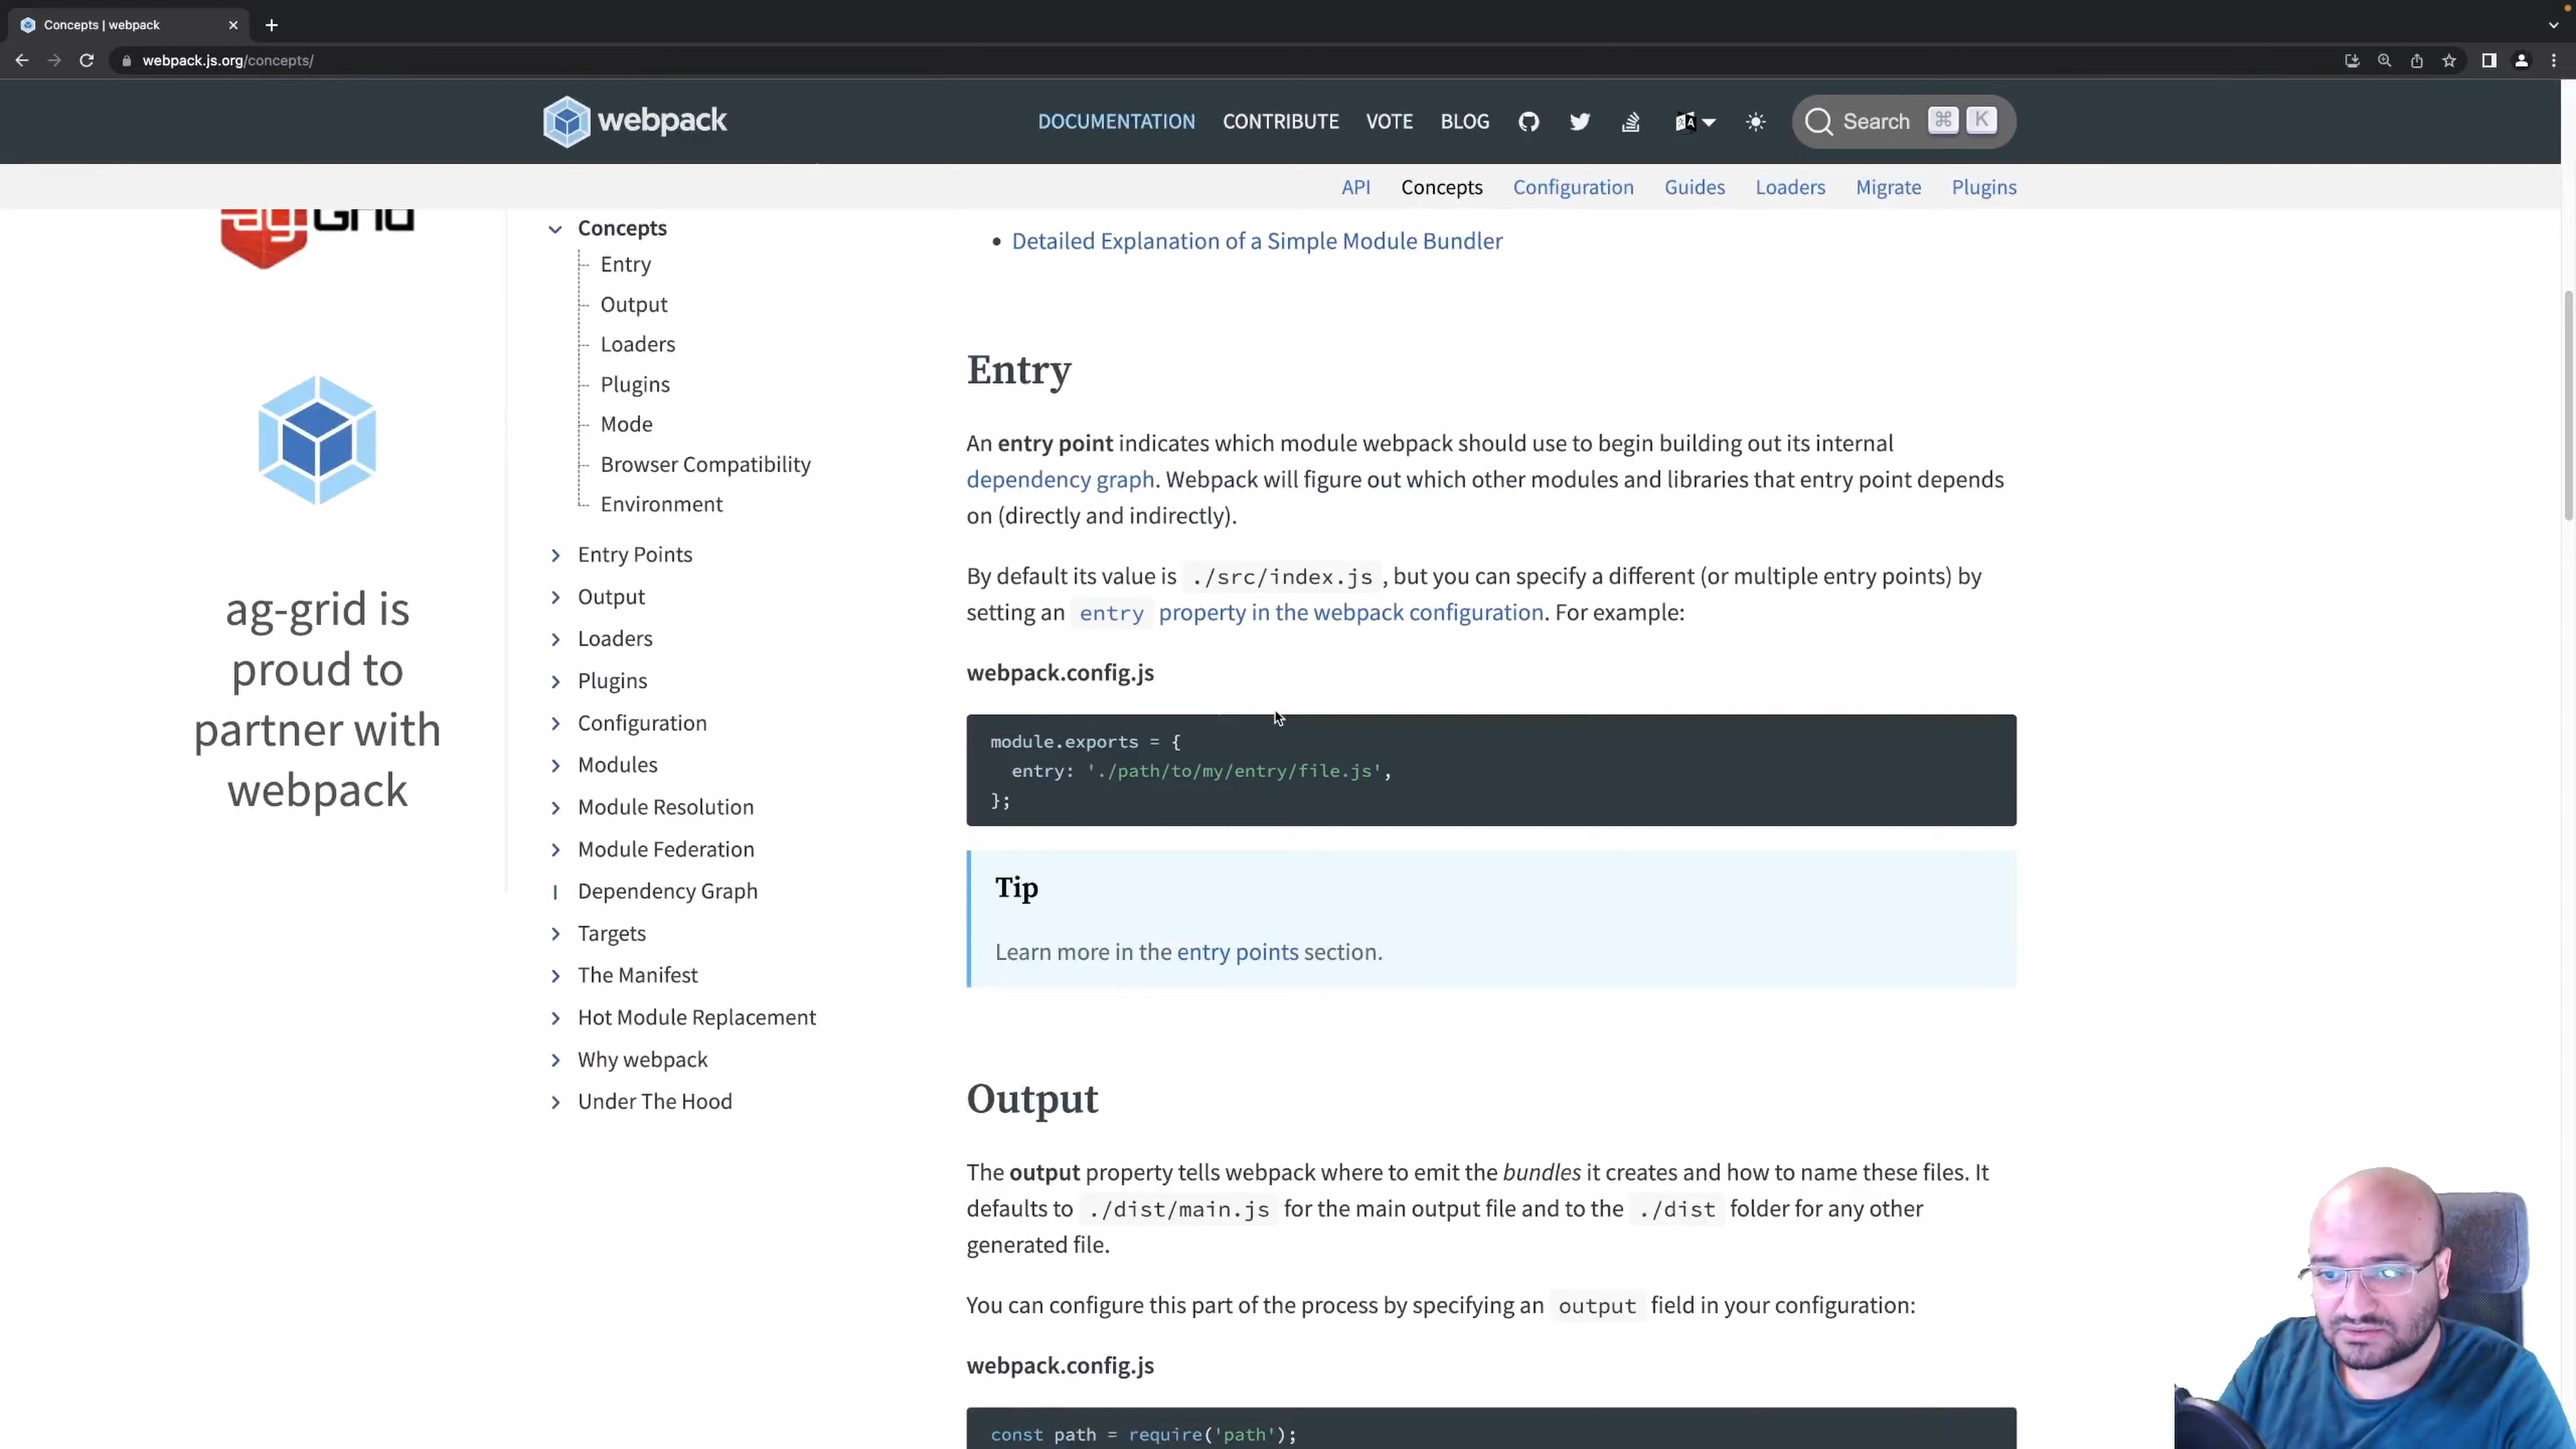 Concepts | webpack
webpack.js.org/concepts/
webpack
DOCUMENTATION CONTRIBUTE VOTE BLOG
Search ⌘ K
API Concepts Configuration Guides Loaders Migrate Plugins
ag-grid is
proud to
partner with
webpack
Concepts
Entry
Output
Loaders
Plugins
Mode
Browser Compatibility
Environment
Entry Points
Output
Loaders
Plugins
Configuration
Modules
Module Resolution
Module Federation
Dependency Graph
Targets
The Manifest
Hot Module Replacement
Why webpack
Under The Hood
• Detailed Explanation of a Simple Module Bundler
Entry
An entry point indicates which module webpack should use to begin building out its internal
dependency graph. Webpack will figure out which other modules and libraries that entry point depends
on (directly and indirectly).
By default its value is ./src/index.js, but you can specify a different (or multiple entry points) by
setting an entry property in the webpack configuration. For example:
webpack.config.js
module.exports = {
  entry: './path/to/my/entry/file.js',
};
Tip
Learn more in the entry points section.
Output
The output property tells webpack where to emit the bundles it creates and how to name these files. It
defaults to ./dist/main.js for the main output file and to the ./dist folder for any other
generated file.
You can configure this part of the process by specifying an output field in your configuration:
webpack.config.js
const path = require('path');